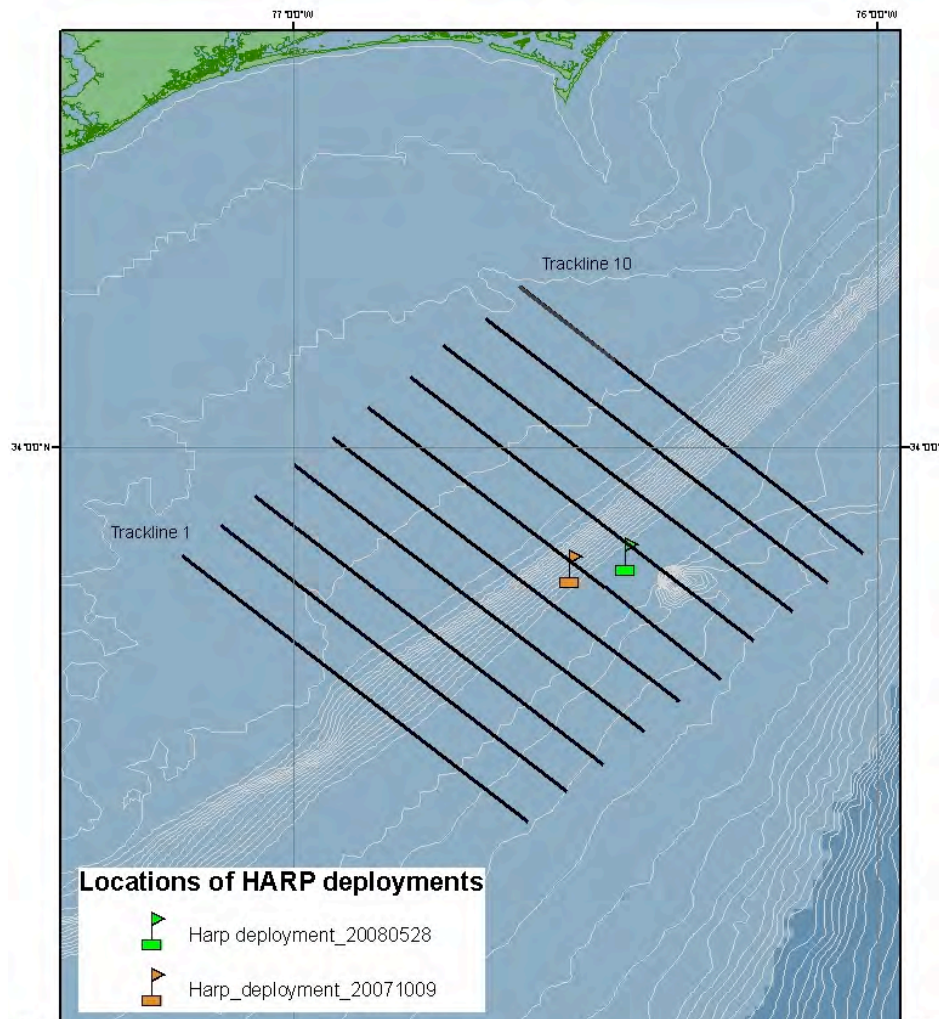 77°00'W
76°00'W
Trackline 10
34°00'N
34°00'
Trackline 1
Locations of HARP deployments
Harp deployment_20080528
Harp_deployment_20071009